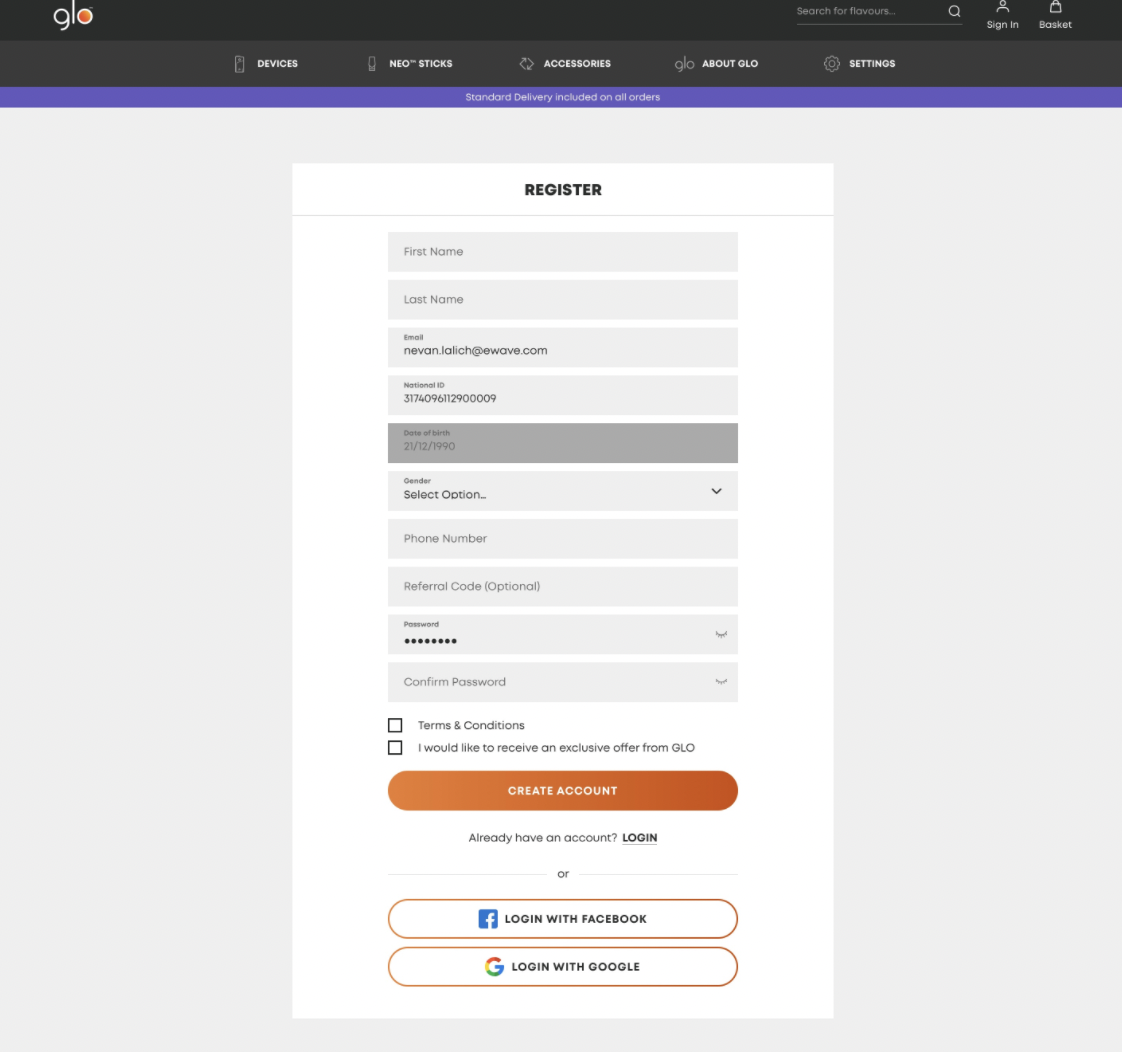 glo™
Search for flavours...
Sign In
Basket
DEVICES
NEO™ STICKS
ACCESSORIES
glo ABOUT GLO
SETTINGS
Standard Delivery included on all orders
REGISTER
First Name
Last Name
Email
nevan.lalich@ewave.com
National ID
3174096112900009
Date of birth
21/12/1990
Gender
Select Option...
Phone Number
Referral Code (Optional)
Password
Confirm Password
Terms & Conditions
I would like to receive an exclusive offer from GLO
CREATE ACCOUNT
Already have an account? LOGIN
or
LOGIN WITH FACEBOOK
LOGIN WITH GOOGLE